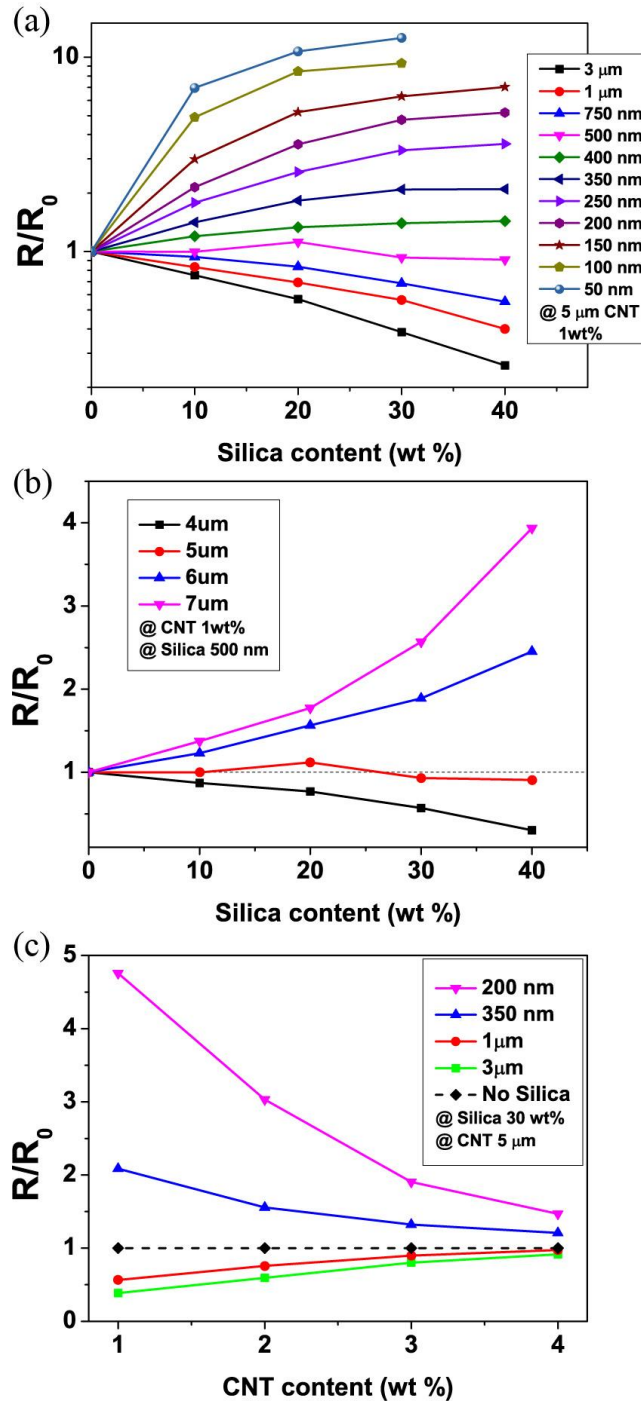 (a)
10
1
R/R₀
0 10 20 30 40
Silica content (wt %)
3 μm
1 μm
750 nm
500 nm
400 nm
350 nm
250 nm
200 nm
150 nm
100 nm
50 nm
@ 5 μm CNT
1wt%
(b)
4
3
2
1
R/R₀
0 10 20 30 40
Silica content (wt %)
4um
5um
6um
7um
@ CNT 1wt%
@ Silica 500 nm
(c)
5
4
3
2
1
0
R/R₀
1 2 3 4
CNT content (wt %)
200 nm
350 nm
1μm
3μm
No Silica
@ Silica 30 wt%
@ CNT 5 μm